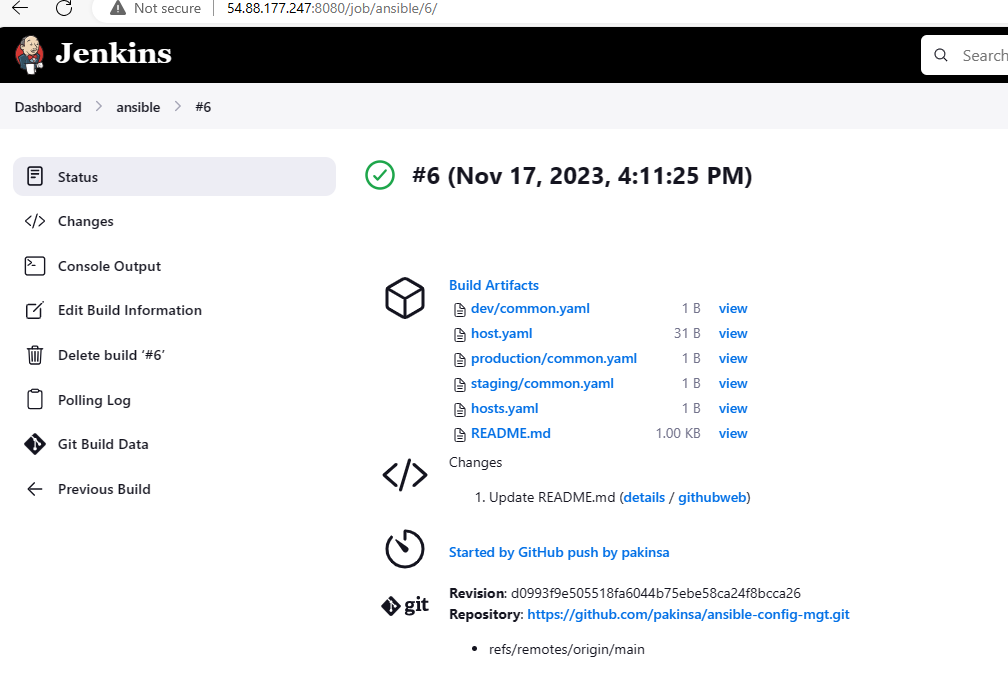 Not secure 54.88.177.247:8080/job/ansible/6/
Jenkins
Search
Dashboard ansible #6
Status
Changes
Console Output
Edit Build Information
Delete build ‘#6’
Polling Log
Git Build Data
Previous Build
#6 (Nov 17, 2023, 4:11:25 PM)
Build Artifacts
dev/common.yaml 1 B view
host.yaml 31 B view
production/common.yaml 1 B view
staging/common.yaml 1 B view
hosts.yaml 1 B view
README.md 1.00 KB view
Changes
1. Update README.md (details / githubweb)
Started by GitHub push by pakinsa
git
Revision: d0993f9e505518fa6044b75ebe58ca24f8bcca26
Repository: https://github.com/pakinsa/ansible-config-mgt.git
• refs/remotes/origin/main